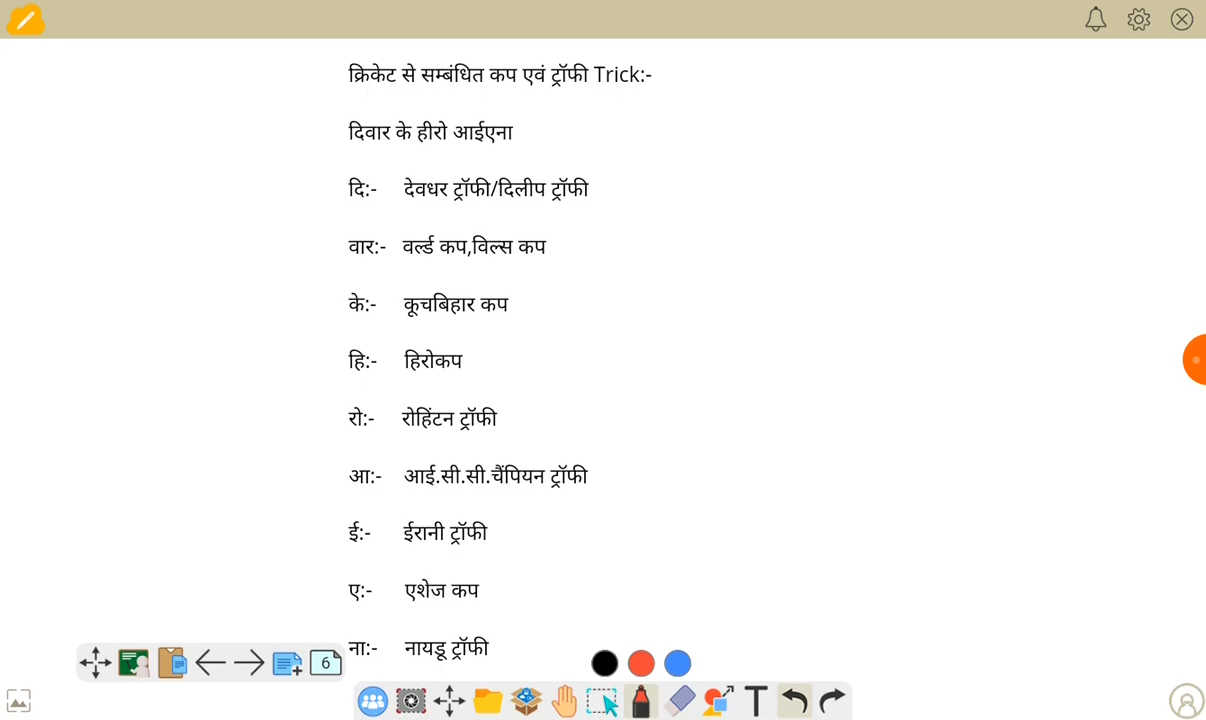 क्रिकेट से सम्बंधित कप एवं ट्रॉफी Trick:-
दिवार के हीरो आईएना
दि:- देवधर ट्रॉफी/दिलीप ट्रॉफी
वार:- वर्ल्ड कप,विल्स कप
के:- कूचबिहार कप
हि:- हिरोकप
रो:- रोहिंटन ट्रॉफी
आ:- आई.सी.सी.चैंपियन ट्रॉफी
ई:- ईरानी ट्रॉफी
ए:- एशेज कप
ना:- नायडू ट्रॉफी
6